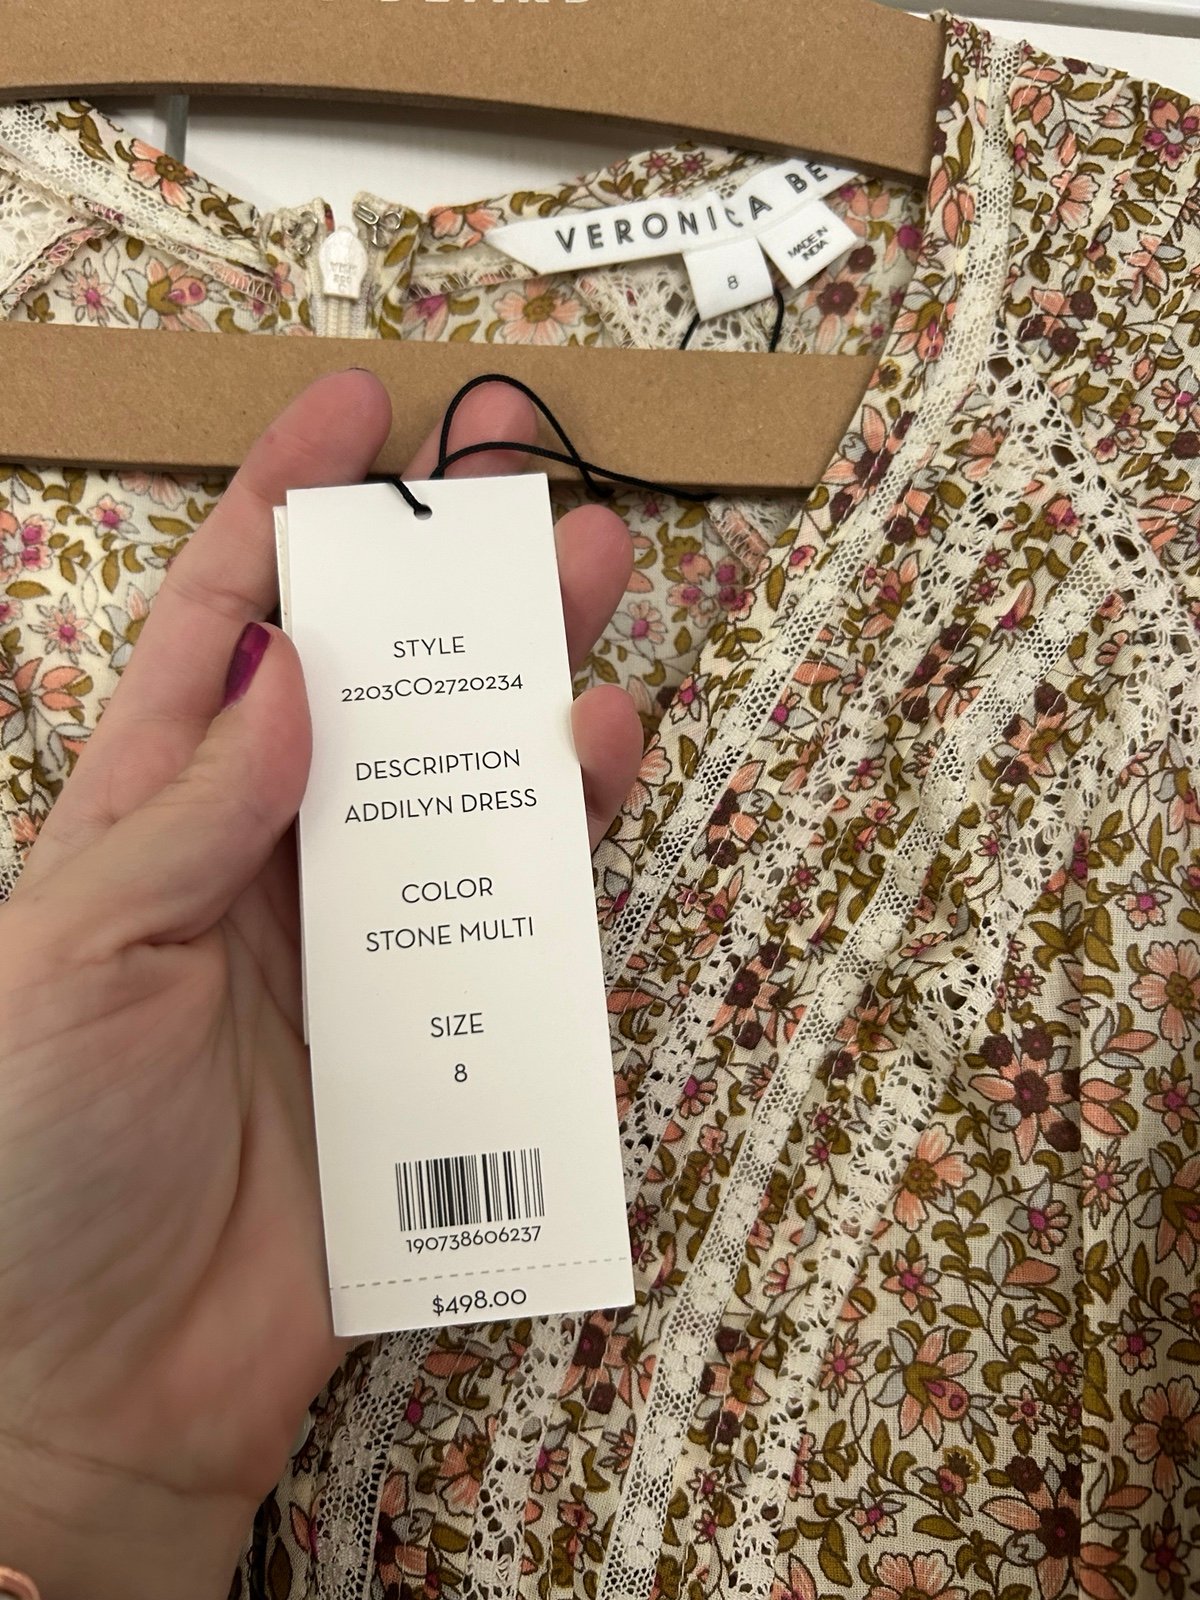 VERONICA BE
8
MADE IN
INDIA
STYLE
2203CO2720234
DESCRIPTION
ADDILYN DRESS
COLOR
STONE MULTI
SIZE
8
190738606237
$498.00